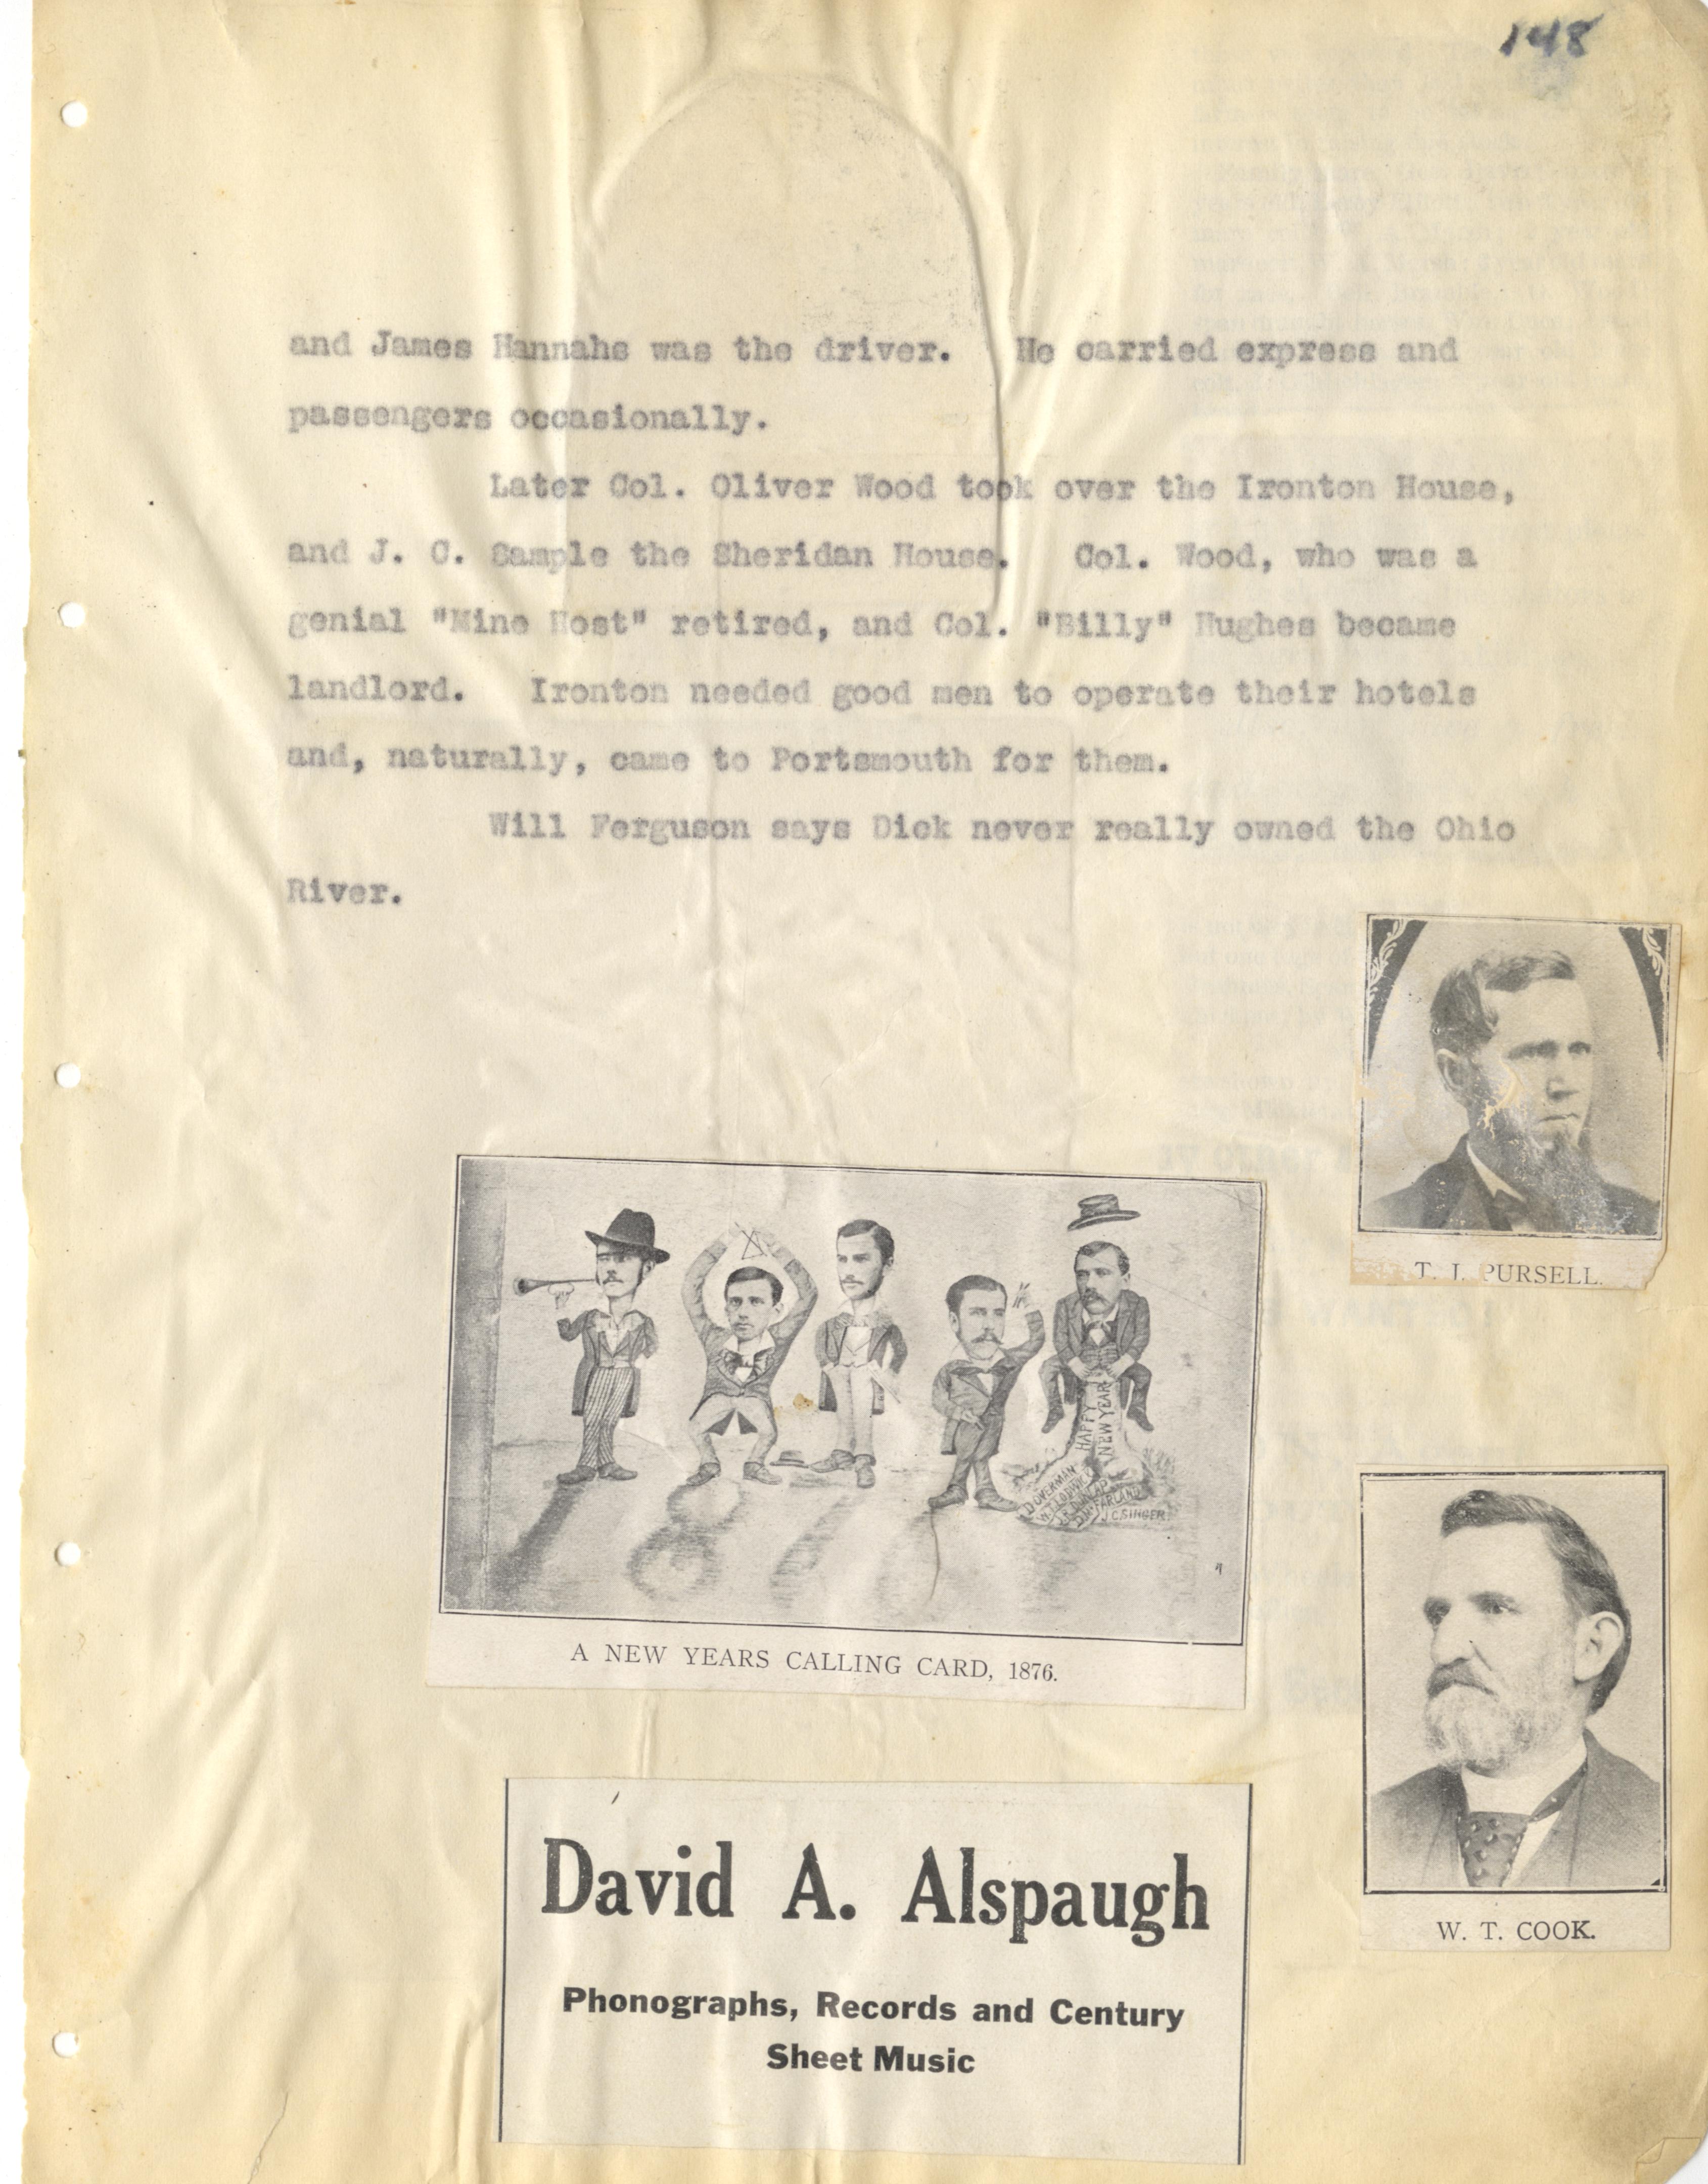 148
and James Hannahs was the driver. He carried express and
passengers occasionally.
Later Col. Oliver Wood took over the Ironton House,
and J. C. Sample the Sheridan House. Col. Wood, who was a
genial "Mine Host" retired, and Col. "Billy" Hughes became
landlord. Ironton needed good men to operate their hotels
and, naturally, came to Portsmouth for them.
Will Ferguson says Dick never really owned the Ohio
River.
T. J. PURSELL.
HAPPY
NEW YEAR
D OVERMAN
W.T. LODWICK
J.R. DUNLAP
D. McFARLAND
J C. SINGER
A NEW YEARS CALLING CARD, 1876.
W. T. COOK.
David A. Alspaugh
Phonographs, Records and Century
Sheet Music